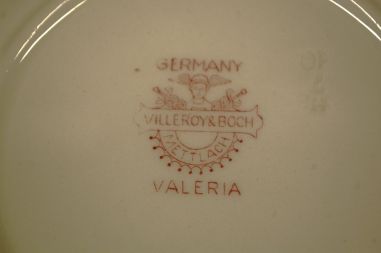 GERMANY
VILLEROY & BOCH
METTLACH
VALERIA